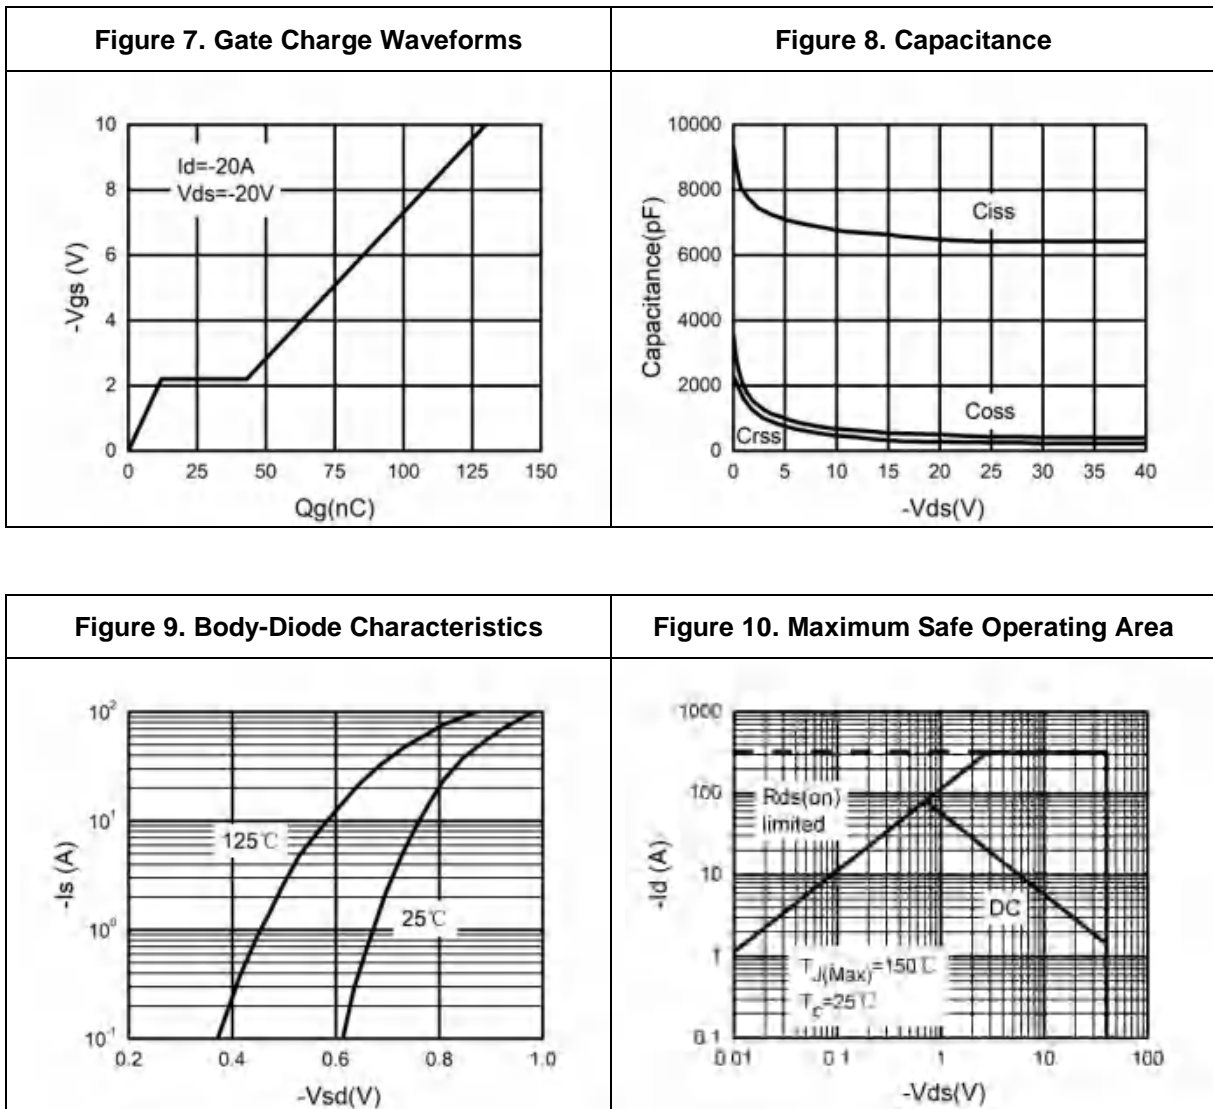 Figure 7. Gate Charge Waveforms
Figure 8. Capacitance
10
8
6
4
2
0
-Vgs (V)
Id=-20A
Vds=-20V
0 25 50 75 100 125 150
Qg(nC)
10000
8000
6000
4000
2000
0
Capacitance(pF)
Ciss
Coss
Crss
0 5 10 15 20 25 30 35 40
-Vds(V)
Figure 9. Body-Diode Characteristics
Figure 10. Maximum Safe Operating Area
10²
10¹
10⁰
10⁻¹
-Is (A)
125℃
25℃
0.2 0.4 0.6 0.8 1.0
-Vsd(V)
1000
100
10
1
0.1
-Id (A)
Rds(on)
limited
DC
TJ(Max)=150℃
Tc=25℃
0.01 0.1 1 10 100
-Vds(V)